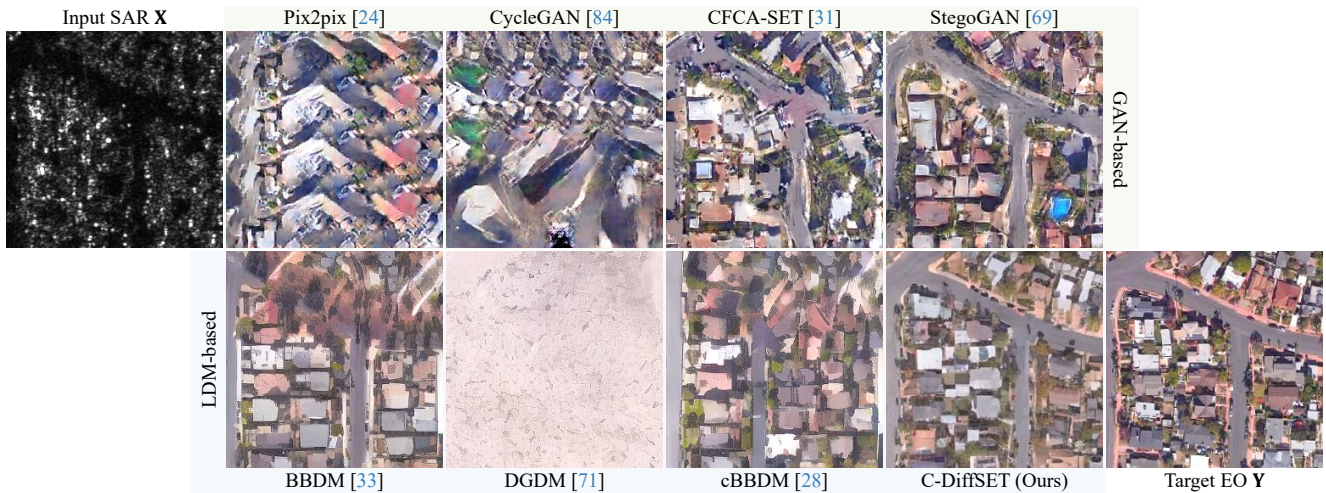 Input SAR X
Pix2pix [24]
CycleGAN [84]
CFCA-SET [31]
StegoGAN [69]
GAN-based
LDM-based
BBDM [33]
DGDM [71]
cBBDM [28]
C-DiffSET (Ours)
Target EO Y